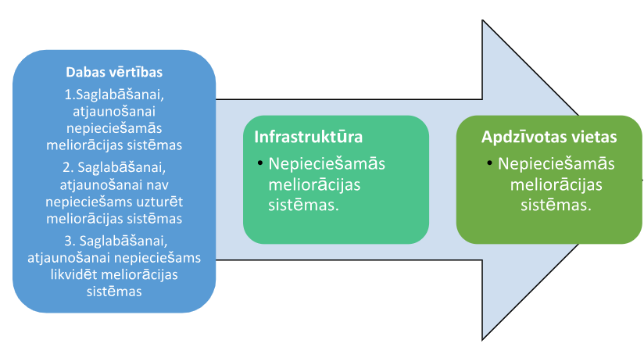 Dabas vērtības
1.Saglabāšanai,
atjaunošanai
nepieciešamās
meliorācijas sistēmas
2. Saglabāšanai,
atjaunošanai nav
nepieciešams uzturēt
meliorācijas sistēmas
3. Saglabāšanai,
atjaunošanai nepieciešams
likvidēt meliorācijas
sistēmas
Infrastruktūra
• Nepieciešamās
meliorācijas
sistēmas.
Apdzīvotas vietas
• Nepieciešamās
meliorācijas
sistēmas.